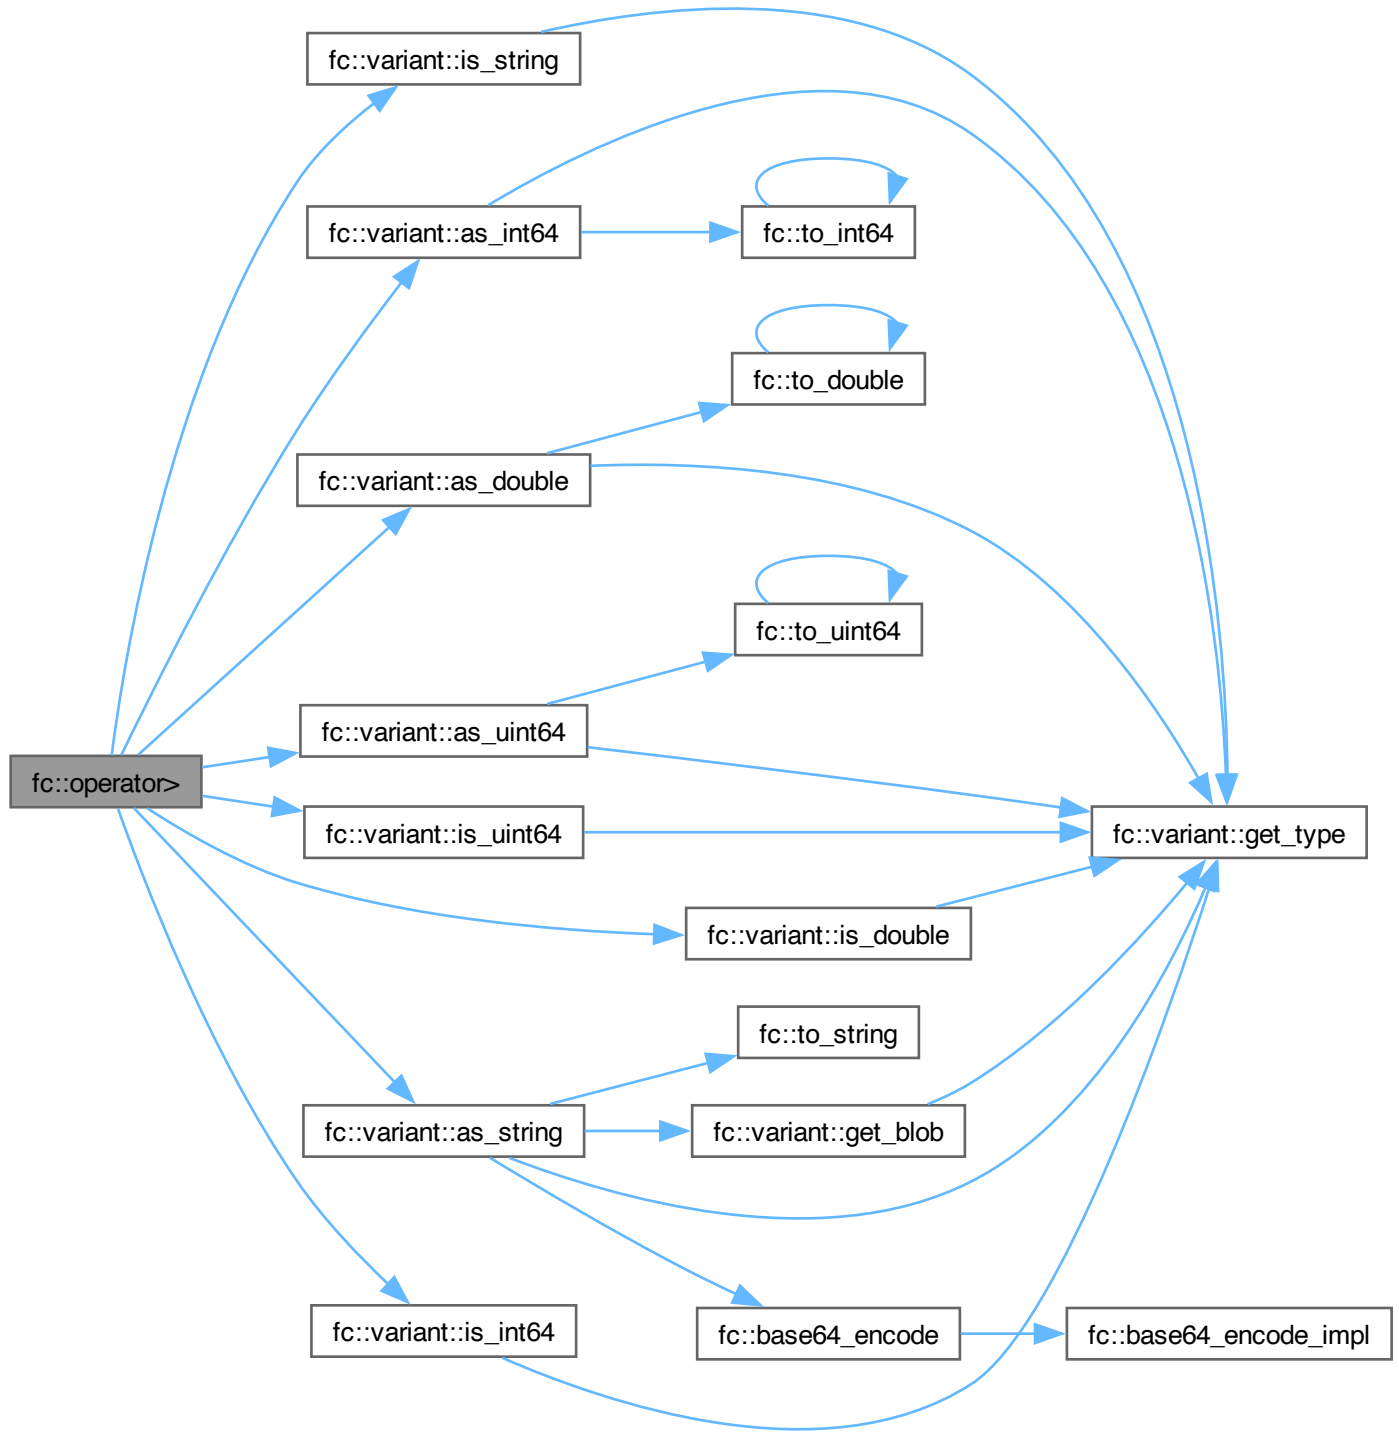 fc::variant::is_string
fc::variant::as_int64
fc::to_int64
fc::to_double
fc::variant::as_double
fc::to_uint64
fc::variant::as_uint64
fc::operator>
fc::variant::is_uint64
fc::variant::get_type
fc::variant::is_double
fc::to_string
fc::variant::as_string
fc::variant::get_blob
fc::variant::is_int64
fc::base64_encode
fc::base64_encode_impl